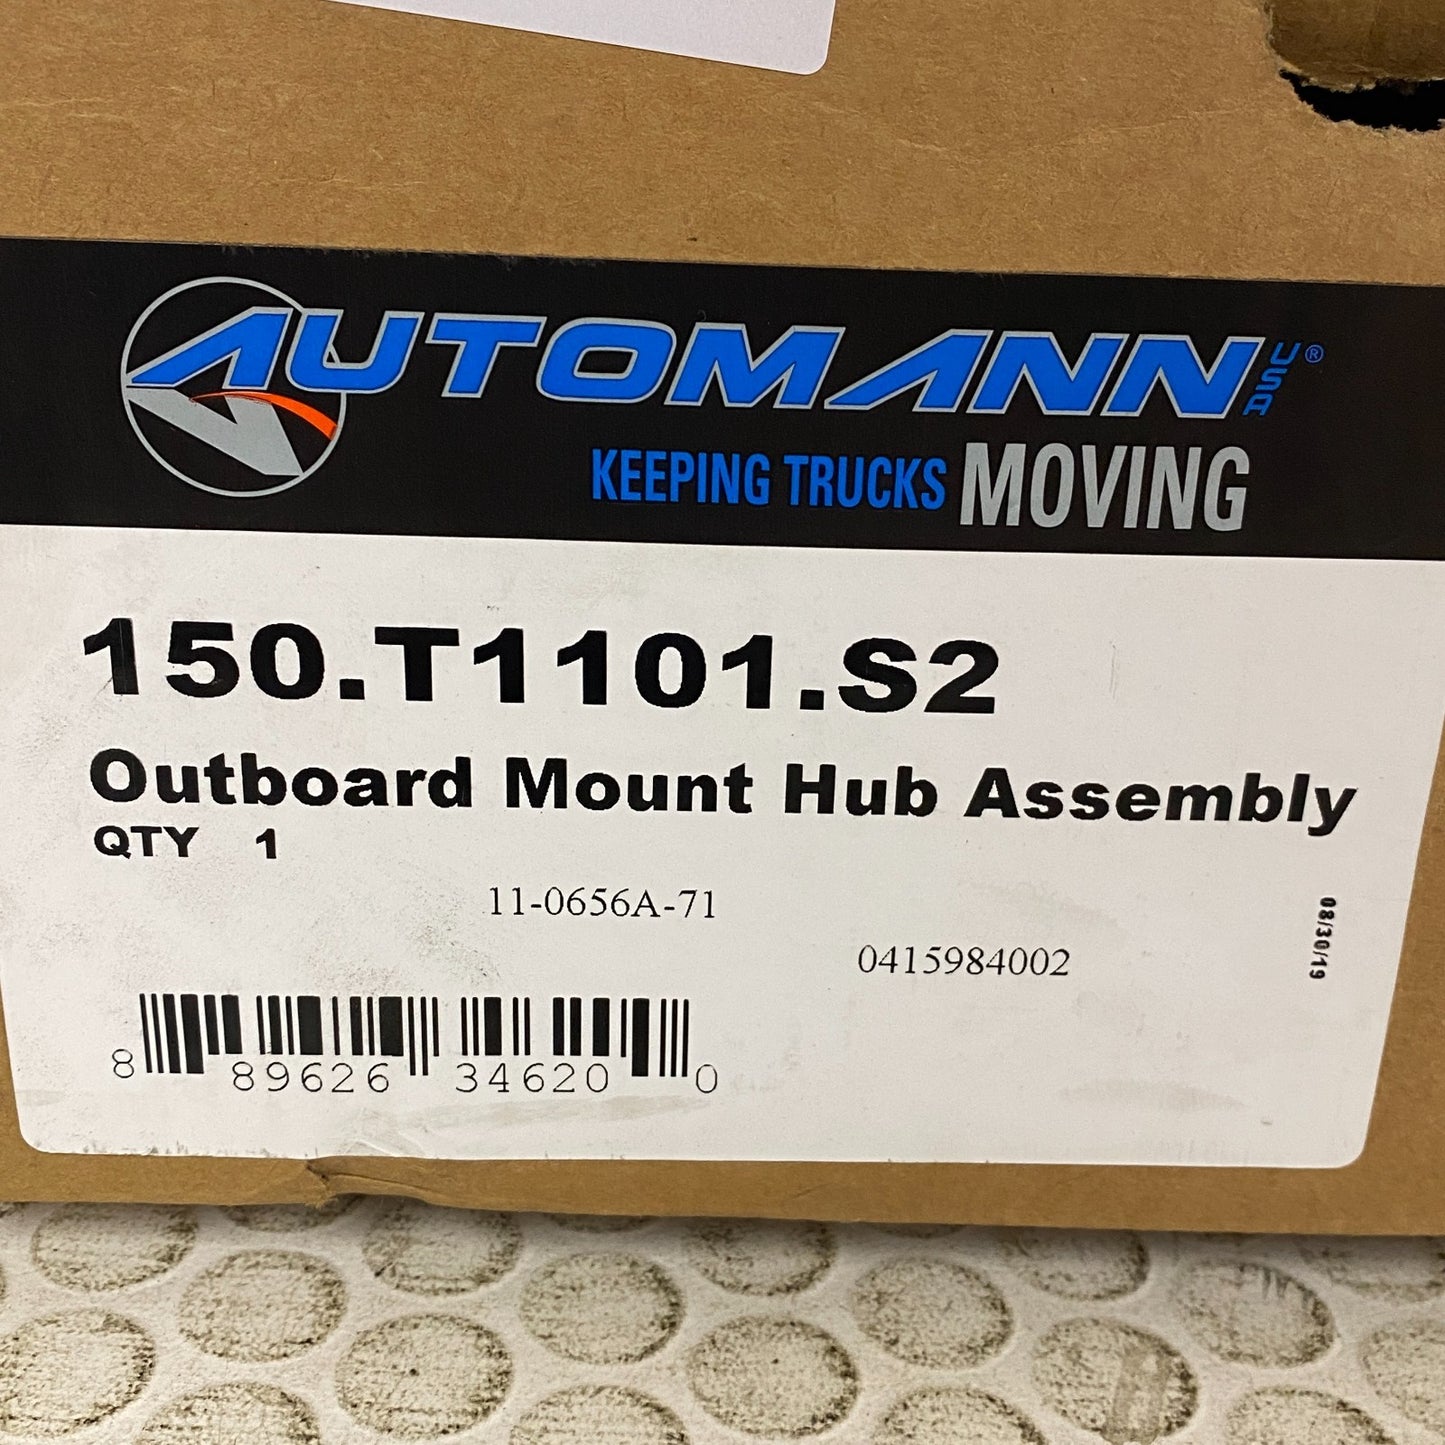 AUTOMANN USA®
KEEPING TRUCKS MOVING
150.T1101.S2
Outboard Mount Hub Assembly
QTY 1
11-0656A-71
0415984002
08/30/19
8 89626 34620 0